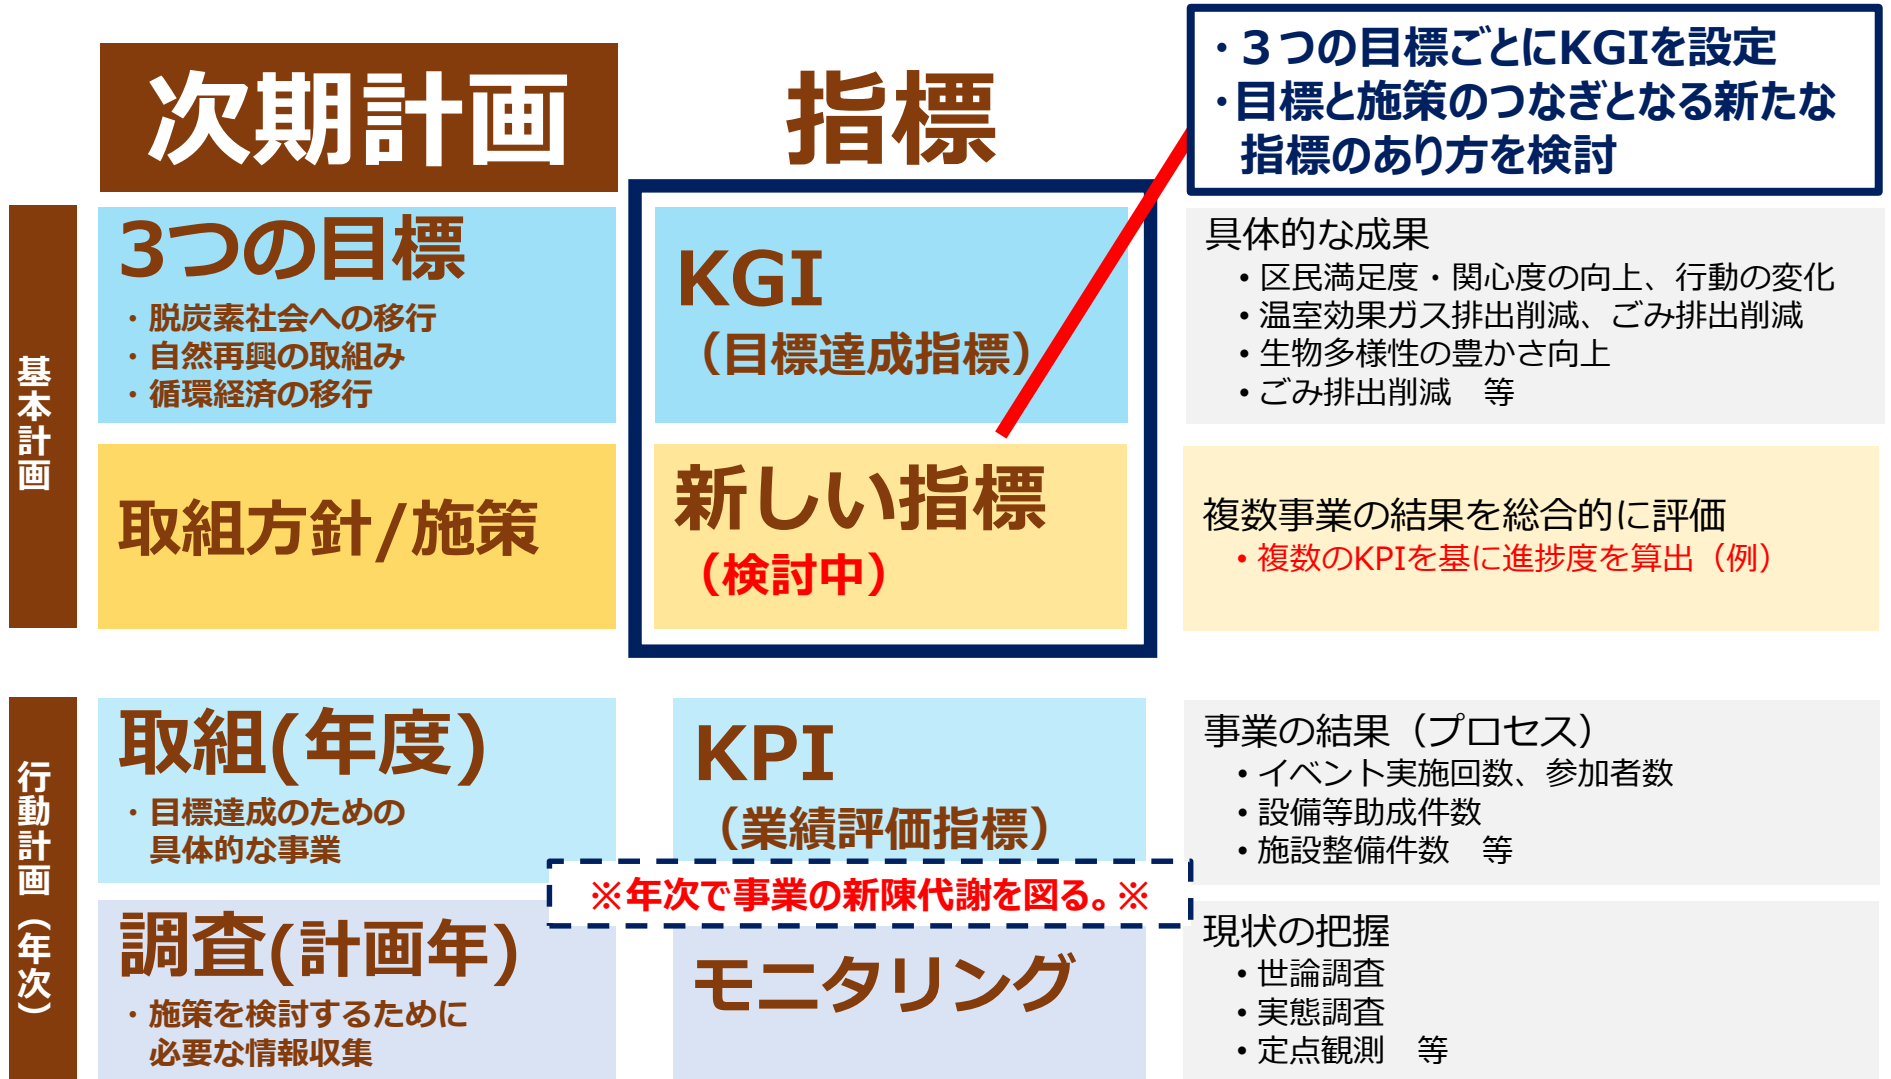 次期計画
指標
・３つの目標ごとにKGIを設定
・目標と施策のつなぎとなる新たな
指標のあり方を検討
基本計画
3つの目標
・脱炭素社会への移行
・自然再興の取組み
・循環経済の移行
KGI
（目標達成指標）
具体的な成果
• 区民満足度・関心度の向上、行動の変化
• 温室効果ガス排出削減、ごみ排出削減
• 生物多様性の豊かさ向上
• ごみ排出削減　等
取組方針/施策
新しい指標
（検討中）
複数事業の結果を総合的に評価
• 複数のKPIを基に進捗度を算出（例）
行動計画（年次）
取組(年度)
・目標達成のための
具体的な事業
KPI
（業績評価指標）
事業の結果（プロセス）
• イベント実施回数、参加者数
• 設備等助成件数
• 施設整備件数　等
※年次で事業の新陳代謝を図る。※
調査(計画年)
・施策を検討するために
必要な情報収集
モニタリング
現状の把握
• 世論調査
• 実態調査
• 定点観測　等